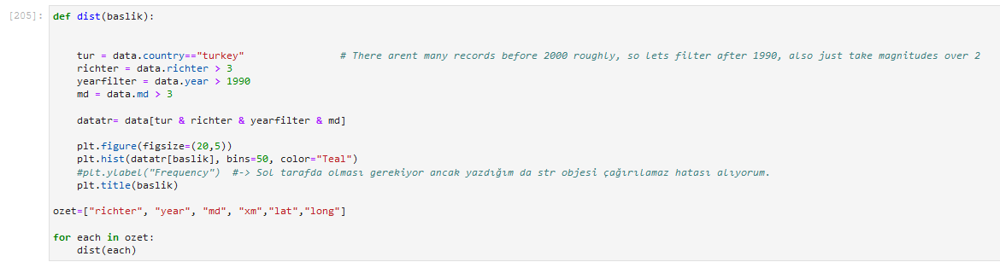 [205]: def dist(baslik):
tur = data.country=="turkey" # There arent many records before 2000 roughly, so lets filter after 1990, also just take magnitudes over 2
richter = data.richter > 3
yearfilter = data.year > 1990
md = data.md > 3
datatr= data[tur & richter & yearfilter & md]
plt.figure(figsize=(20,5))
plt.hist(datatr[baslik], bins=50, color="Teal")
#plt.ylabel("Frequency") #-> Sol tarafda olması gerekiyor ancak yazdığım da str objesi çağırılamaz hatası alıyorum.
plt.title(baslik)
ozet=["richter", "year", "md", "xm","lat","long"]
for each in ozet:
dist(each)